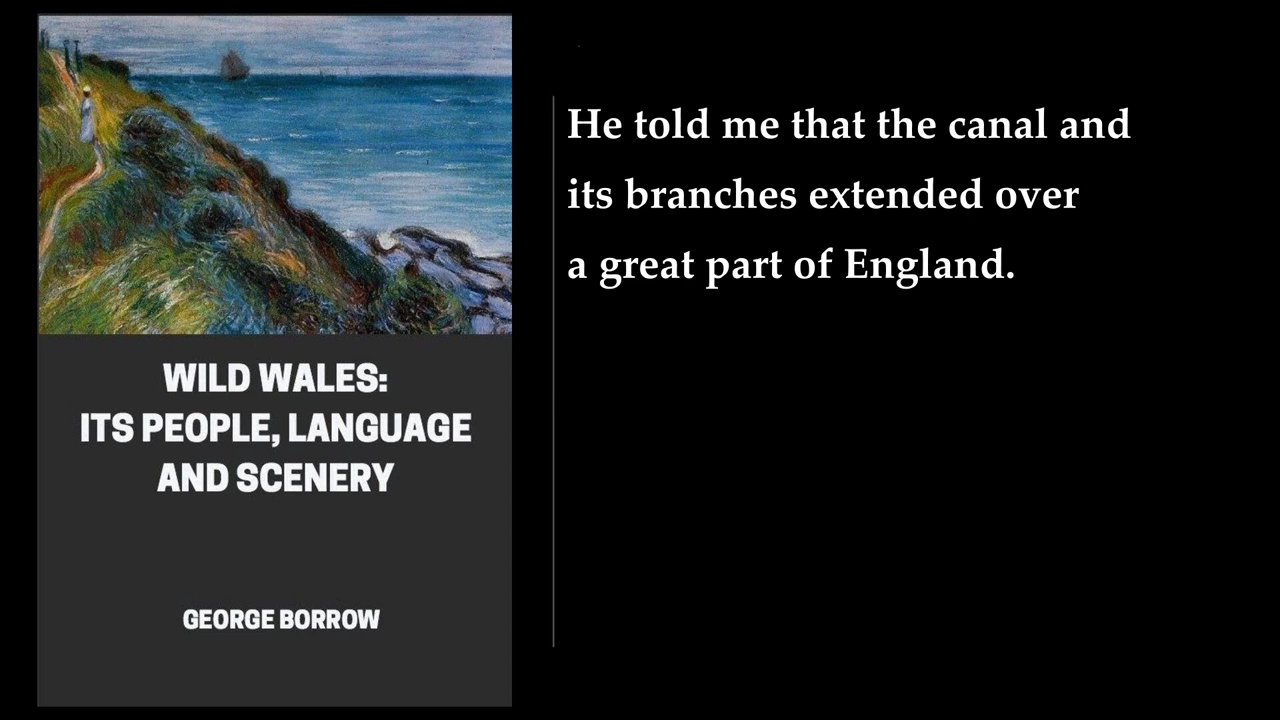 WILD WALES:
ITS PEOPLE, LANGUAGE
AND SCENERY
GEORGE BORROW
He told me that the canal and
its branches extended over
a great part of England.